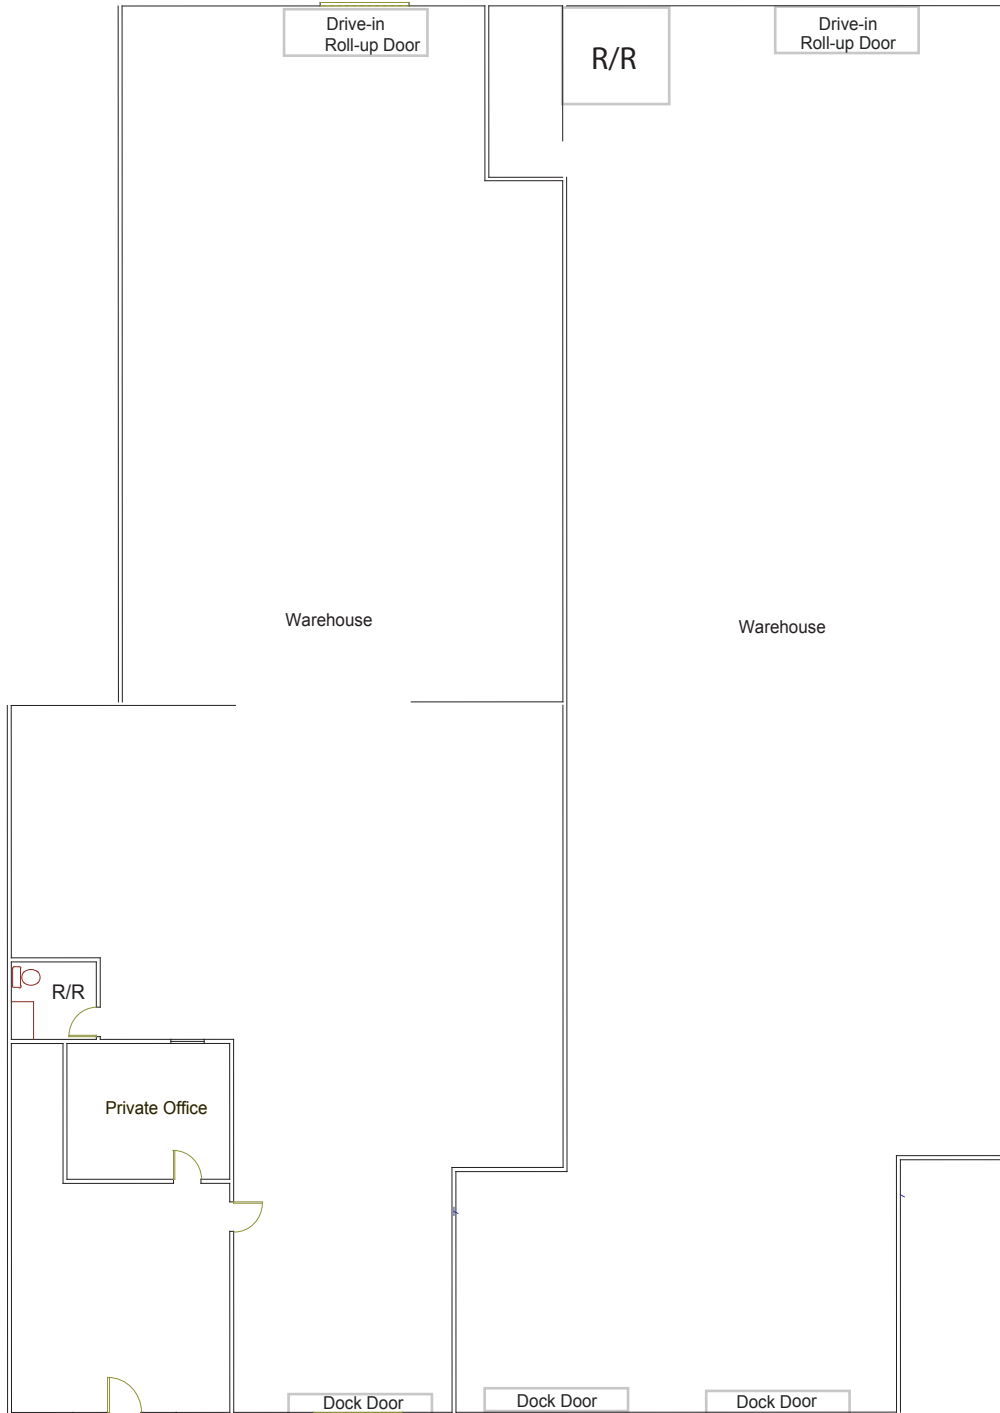 Drive-in
Roll-up Door
R/R
Drive-in
Roll-up Door
Warehouse
Warehouse
R/R
Private Office
Dock Door
Dock Door
Dock Door